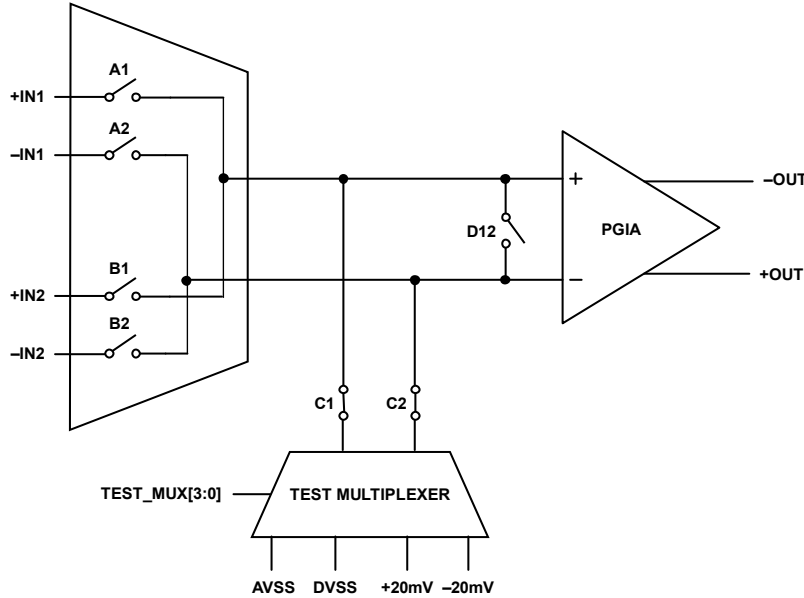 A1
+IN1
A2
–IN1
–OUT
+
PGIA
D12
B1
+IN2
–
+OUT
B2
–IN2
C1
C2
TEST_MUX[3:0]
TEST MULTIPLEXER
AVSS DVSS +20mV –20mV